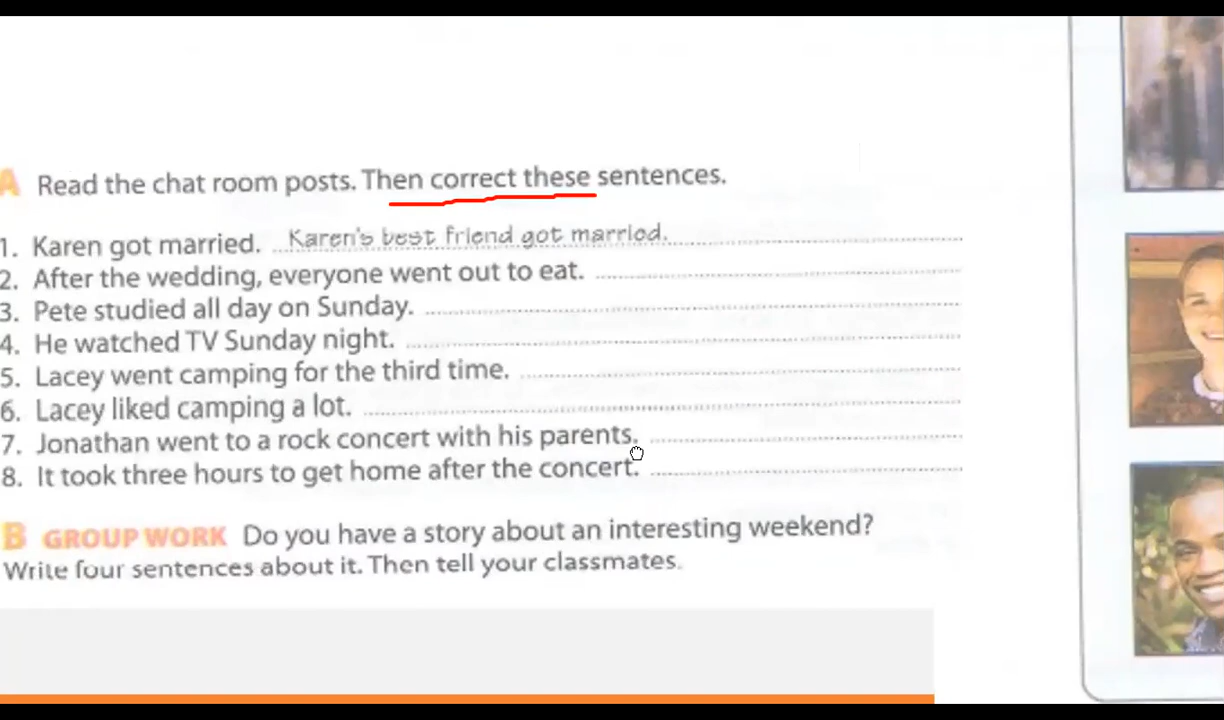 A Read the chat room posts. Then correct these sentences.
1. Karen got married. Karen's best friend got married.
2. After the wedding, everyone went out to eat.
3. Pete studied all day on Sunday.
4. He watched TV Sunday night.
5. Lacey went camping for the third time.
6. Lacey liked camping a lot.
7. Jonathan went to a rock concert with his parents.
8. It took three hours to get home after the concert.
B GROUP WORK Do you have a story about an interesting weekend?
Write four sentences about it. Then tell your classmates.